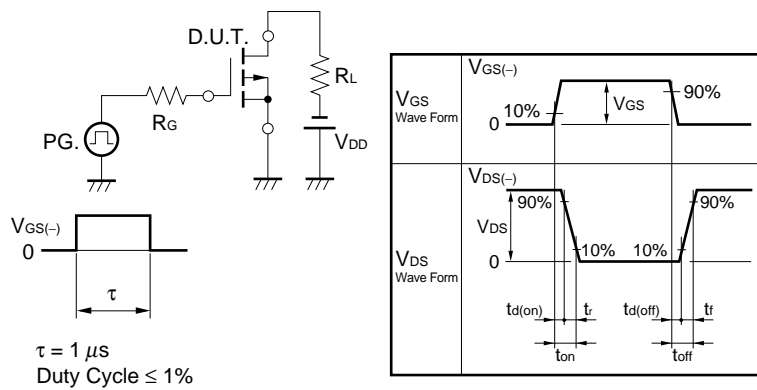 D.U.T.
RL
RG
PG.
VDD
VGS(−)
0
τ
τ = 1 μs
Duty Cycle ≤ 1%
VGS
Wave Form
VGS(−)
10%
0
VGS
90%
VDS
Wave Form
VDS(−)
90%
VDS
0
10%
10%
90%
td(on)
tr
td(off)
tf
ton
toff